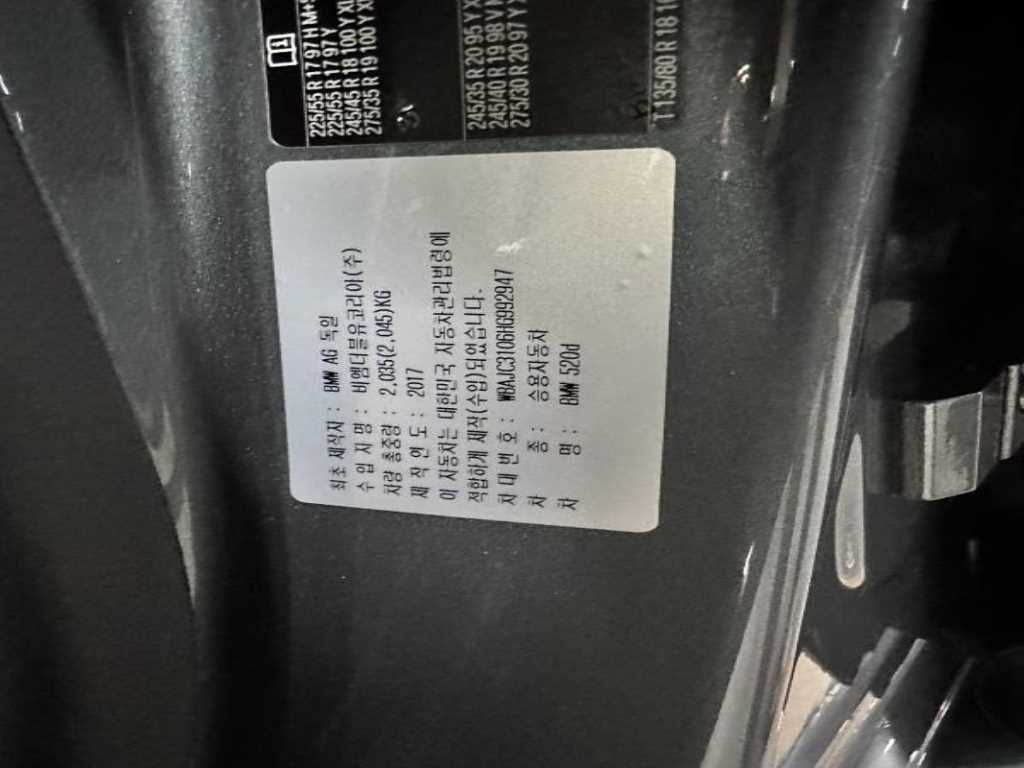 225/55 R 17 97 H M+S
225/55 R 17 97 Y
245/45 R 18 100 Y XL
275/35 R 19 100 Y XL
245/35 R 20 95 Y X
245/40 R 19 98 V
275/30 R 20 97 Y
T 135/80 R 18 1
최초 제작자 : BMW AG 독일
수 입 자 명 : 비엠더블유코리아(주)
차량 총중량 : 2,035(2,045)KG
제 작 연 도 : 2017
이 자동차는 대한민국 자동차관리법령에
적합하게 제작(수입)되었습니다.
차 대 번 호 : WBAJC3106HG992947
차 종 : 승용자동차
차 명 : BMW 520d